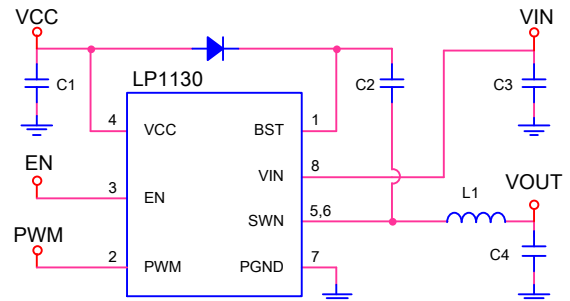 VCC
VIN
C1
LP1130
C2
C3
4
VCC
BST
1
EN
VIN
8
3
EN
L1
VOUT
SWN
5,6
PWM
C4
2
PWM
PGND
7